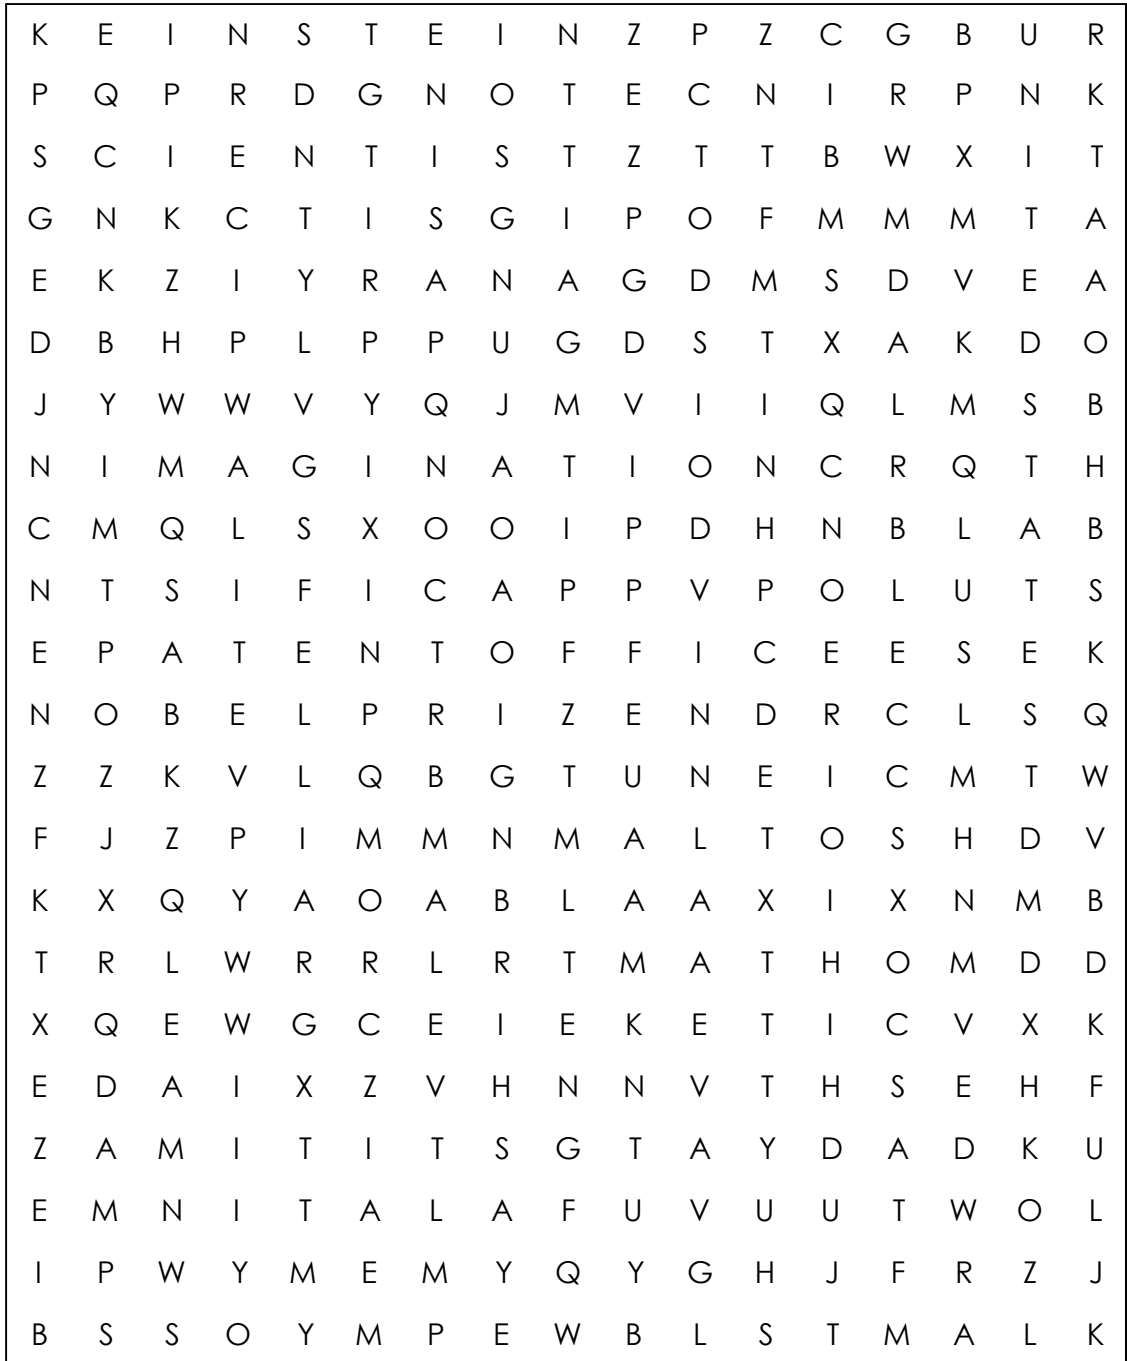 K E I N S T E I N Z P Z C G B U R
P Q P R D G N O T E C N I R P N K
S C I E N T I S T Z T T B W X I T
G N K C T I S G I P O F M M M T A
E K Z I Y R A N A G D M S D V E A
D B H P L P P U G D S T X A K D O
J Y W W V Y Q J M V I I Q L M S B
N I M A G I N A T I O N C R Q T H
C M Q L S X O O I P D H N B L A B
N T S I F I C A P P V P O L U T S
E P A T E N T O F F I C E E S E K
N O B E L P R I Z E N D R C L S Q
Z Z K V L Q B G T U N E I C M T W
F J Z P I M M N M A L T O S H D V
K X Q Y A O A B L A A X I X N M B
T R L W R R L R T M A T H O M D D
X Q E W G C E I E K E T I C V X K
E D A I X Z V H N N V T H S E H F
Z A M I T I T S G T A Y D A D K U
E M N I T A L A F U V U U T W O L
I P W Y M E M Y Q Y G H J F R Z J
B S S O Y M P E W B L S T M A L K